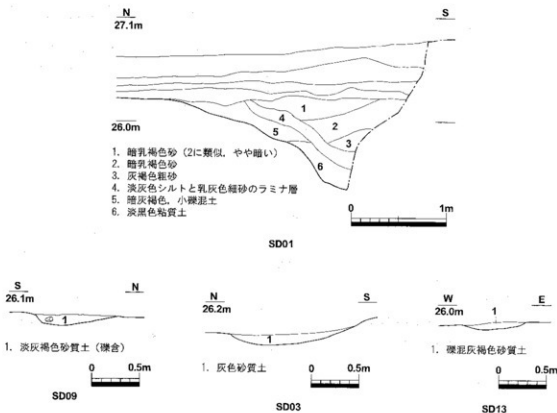 N S
27.1m
26.0m
1
2
3
4
5
6
1. 暗乳褐色砂（2に類似，やや暗い）
2. 暗乳褐色砂
3. 灰褐色粗砂
4. 淡灰色シルトと乳灰色細砂のラミナ層
5. 暗灰褐色，小礫混土
6. 淡黒色粘質土
0 1m
SD01
S N
26.1m
1
1. 淡灰褐色砂質土（礫含）
0 0.5m
SD09
N S
26.2m
1
1. 灰色砂質土
0 0.5m
SD03
W E
26.0m 1
1. 礫混灰褐色砂質土
0 0.5m
SD13